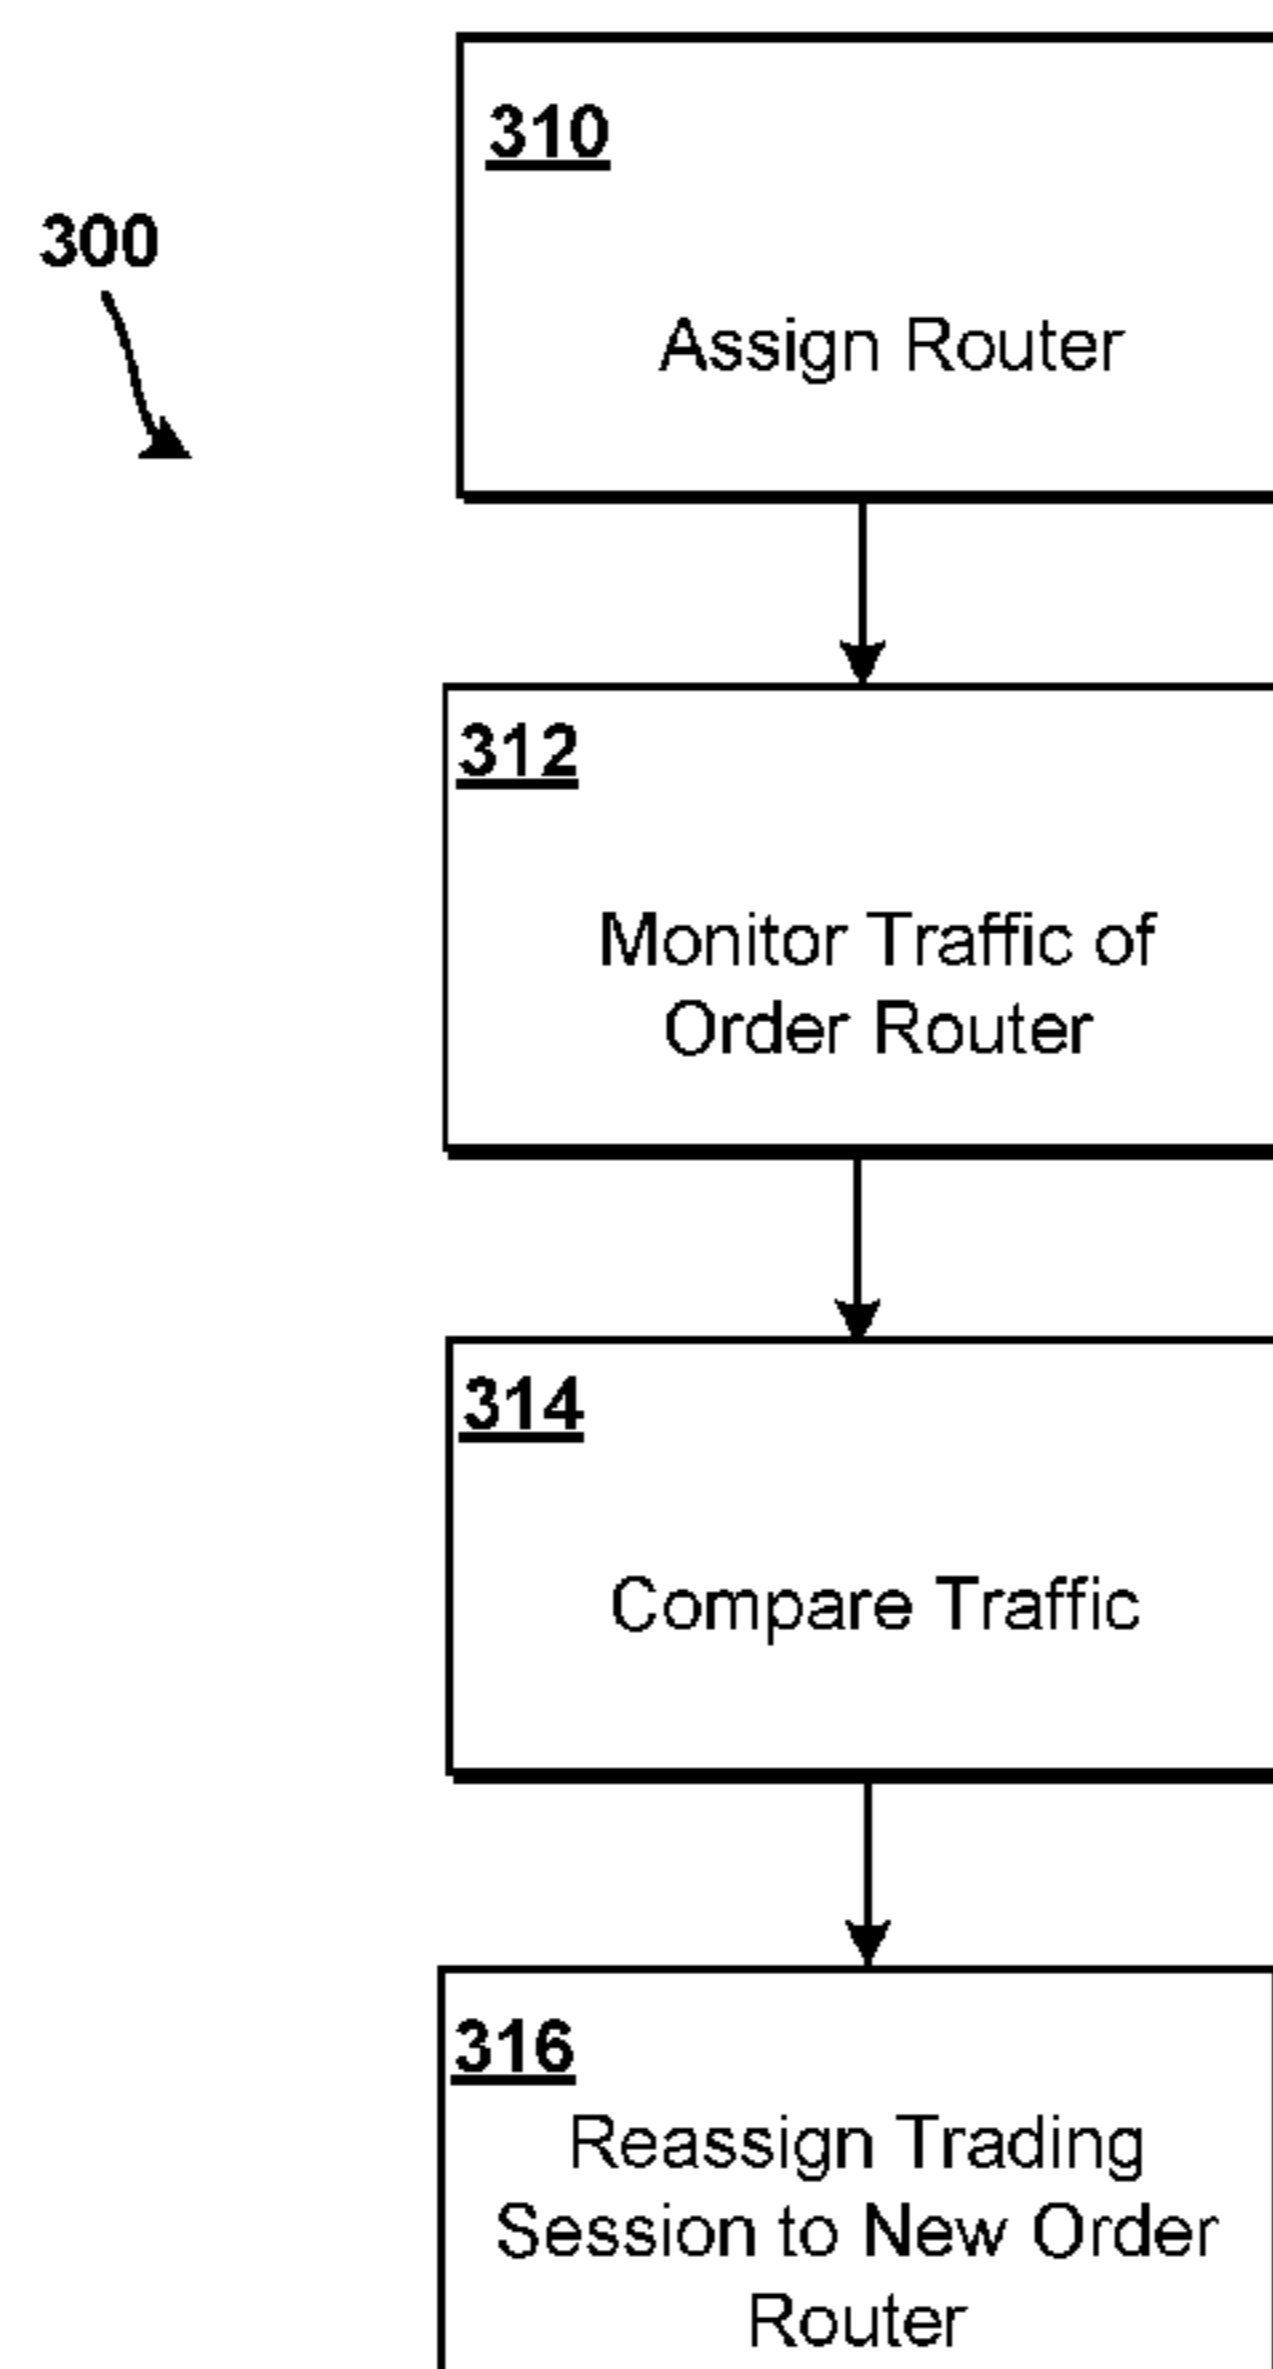 310
300
Assign Router
312
Monitor Traffic of
Order Router
314
Compare Traffic
316
Reassign Trading
Session to New Order
Router